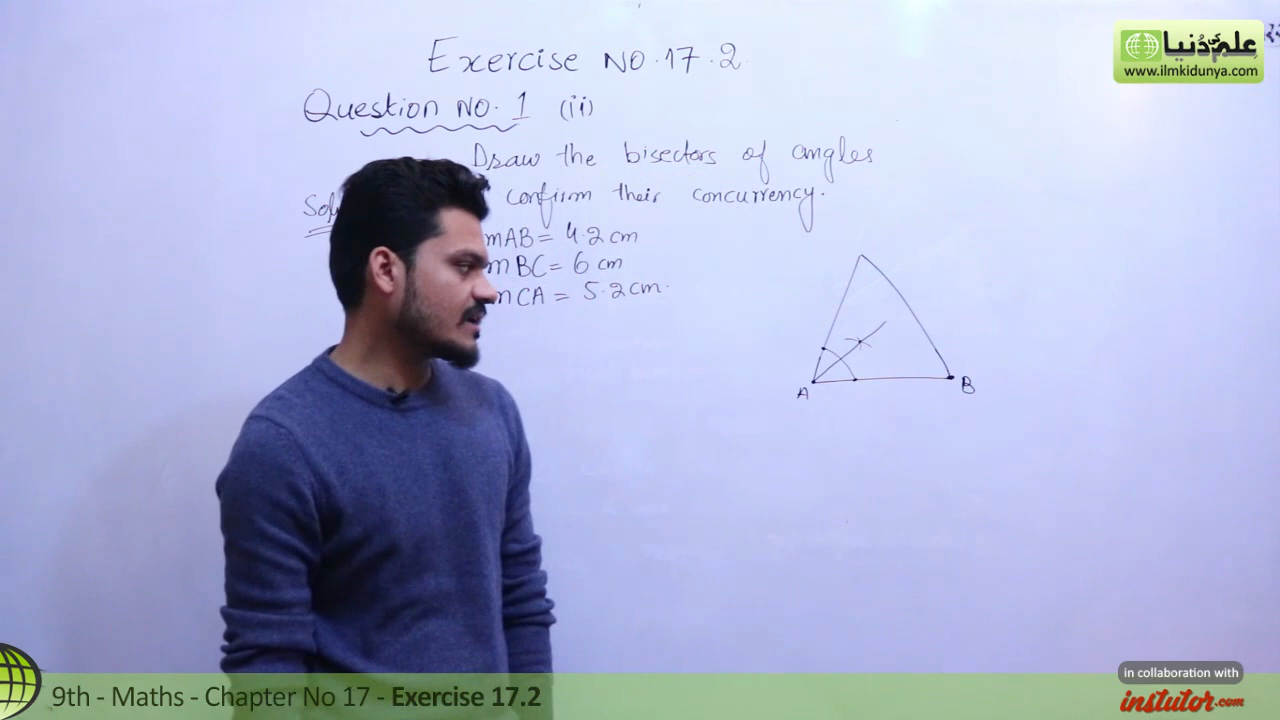 Exercise NO.17.2
Question NO.1 (ii)
Draw the bisectors of angles
confirm their concurrency.
mAB = 4.2 cm
mBC = 6 cm
mCA = 5.2 cm.
A
B
علم کی دُنیا
www.ilmkidunya.com
in collaboration with
instutor.com
9th - Maths - Chapter No 17 - Exercise 17.2